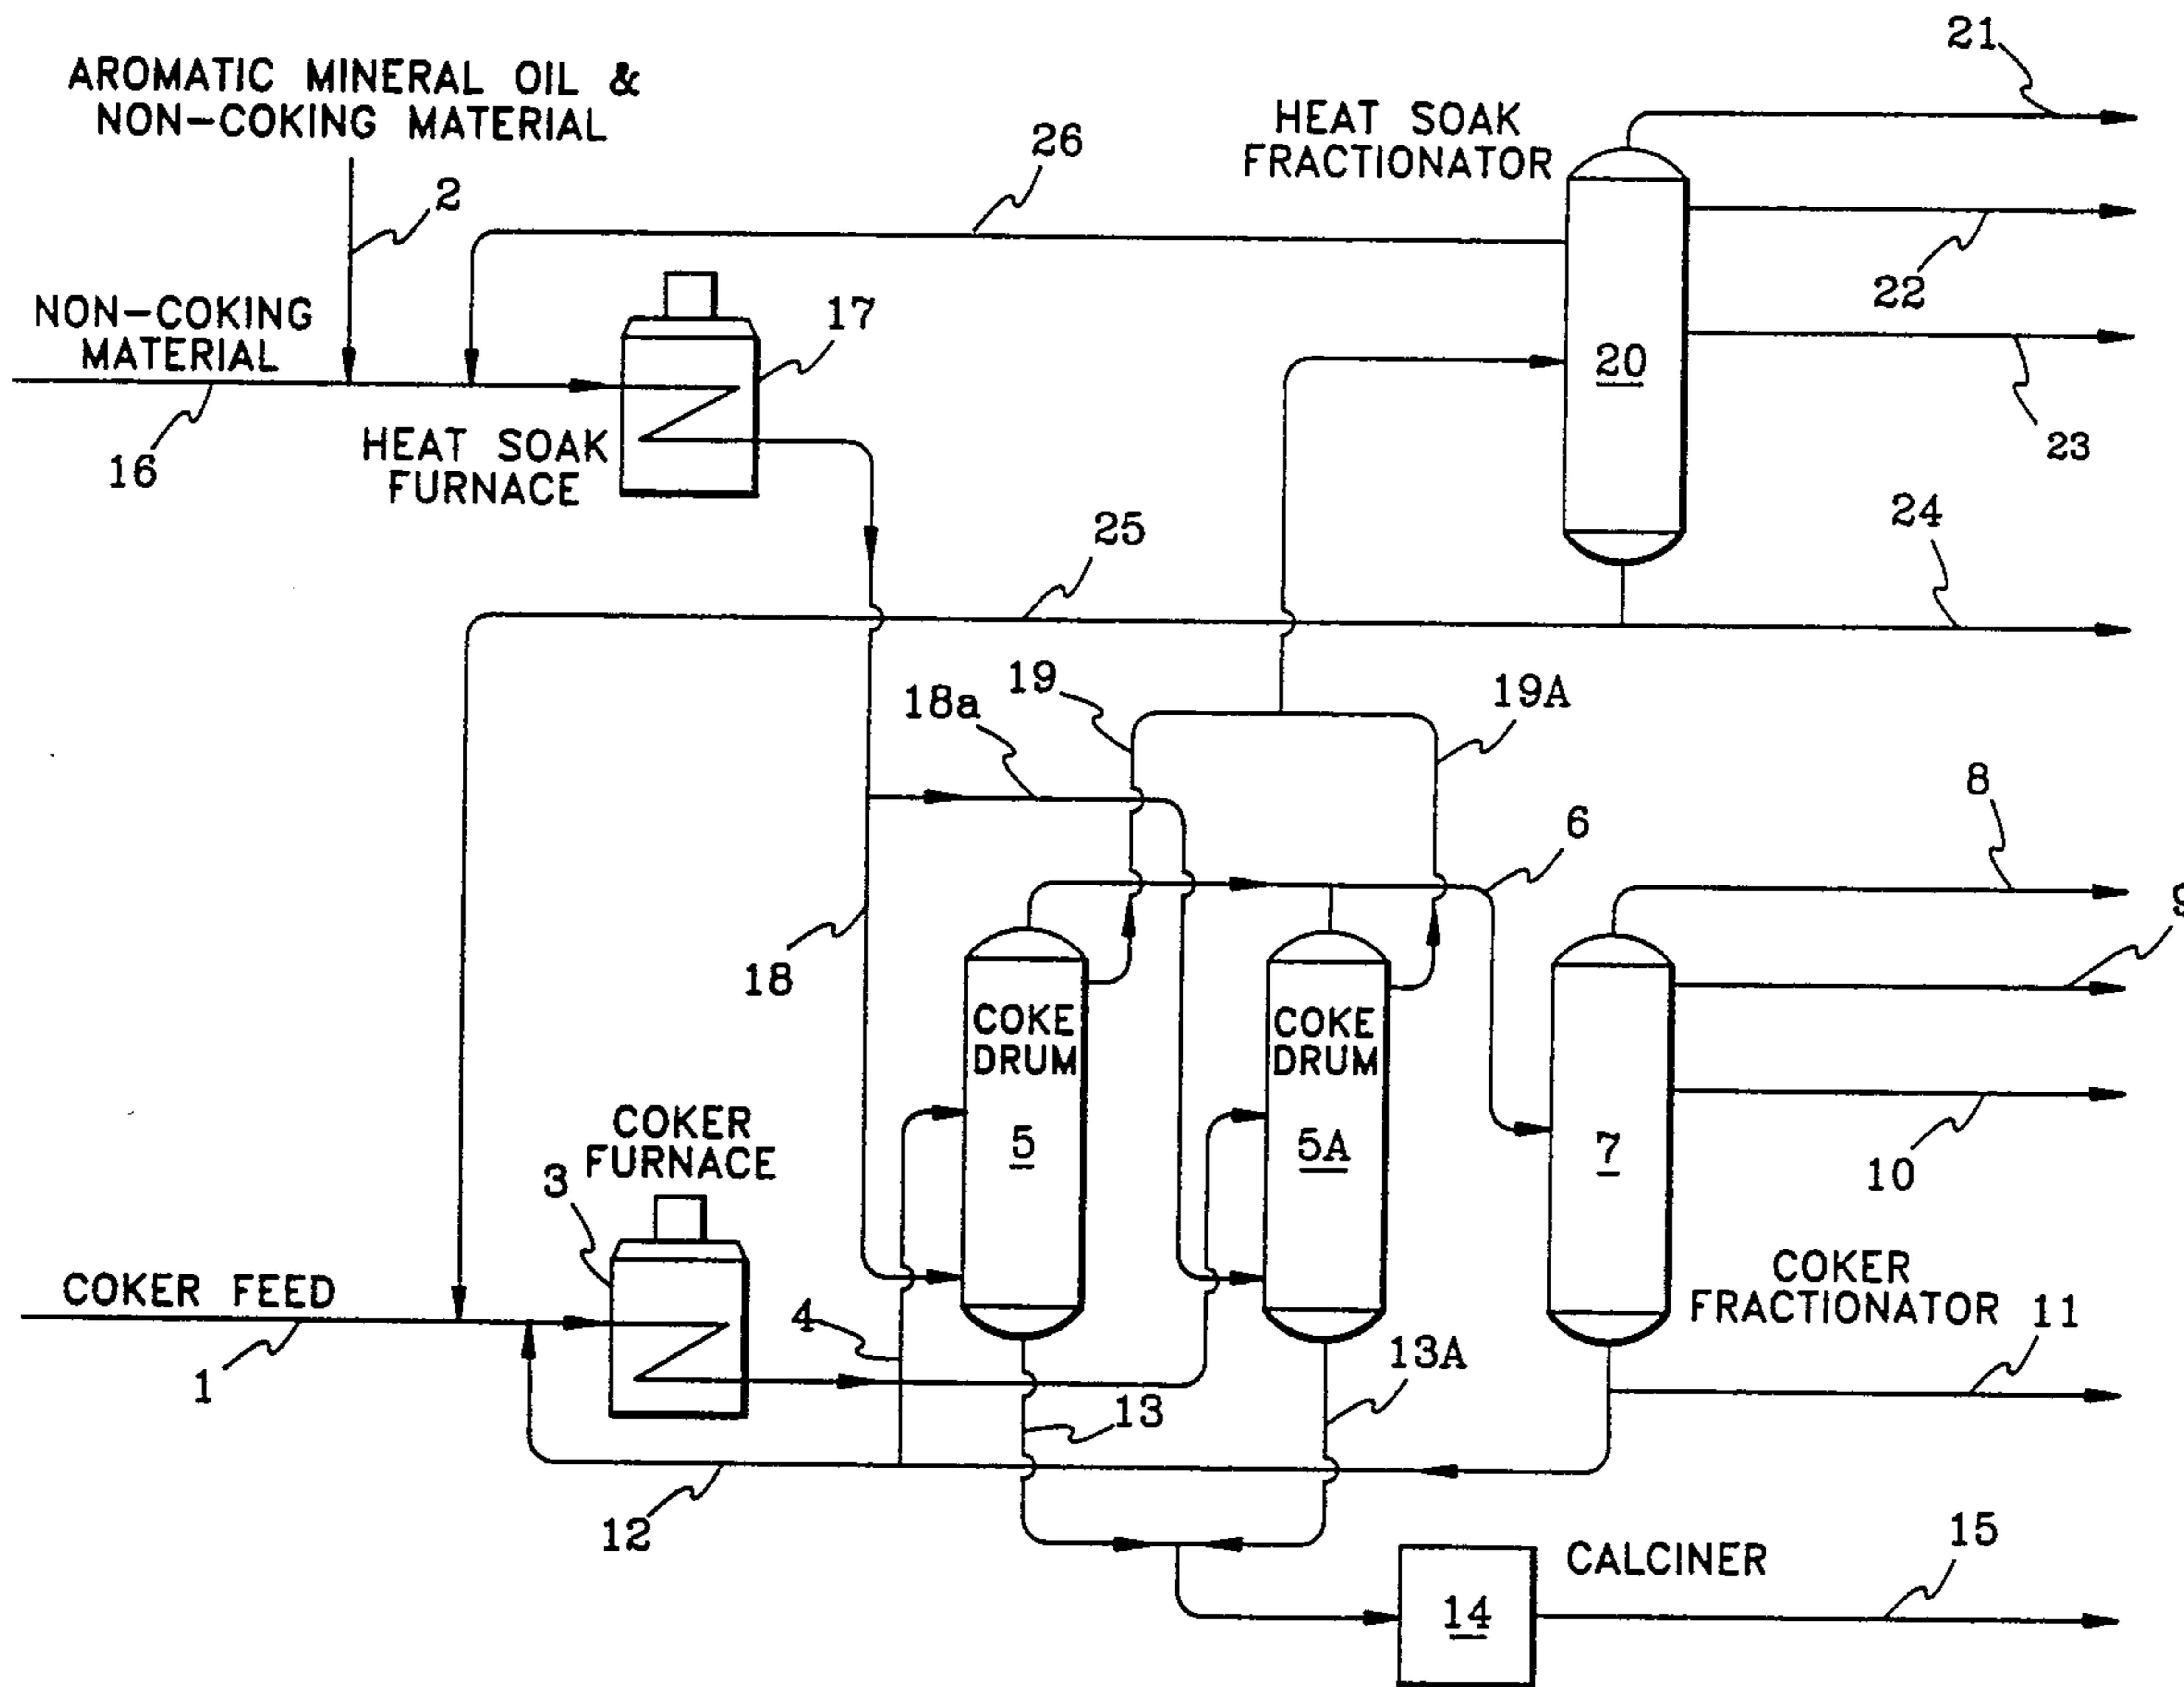 21
AROMATIC MINERAL OIL &
NON-COKING MATERIAL
HEAT SOAK
FRACTIONATOR
26
2
22
NON-COKING
MATERIAL
17
20
23
16
HEAT SOAK
FURNACE
24
25
19
19A
18a
8
6
9
18
COKE
DRUM
COKE
DRUM
COKER
FURNACE
3
5
5A
7
10
COKER FEED
COKER
FRACTIONATOR
11
4
1
13A
13
12
CALCINER
15
14